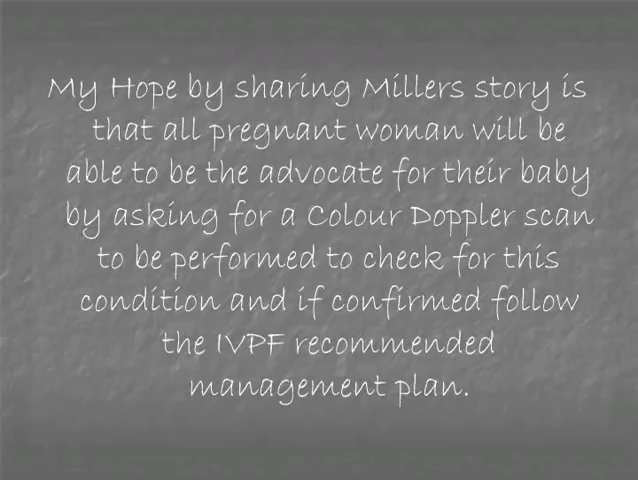 My Hope by sharing Millers story is
that all pregnant woman will be
able to be the advocate for their baby
by asking for a Colour Doppler scan
to be performed to check for this
condition and if confirmed follow
the IVPF recommended
management plan.